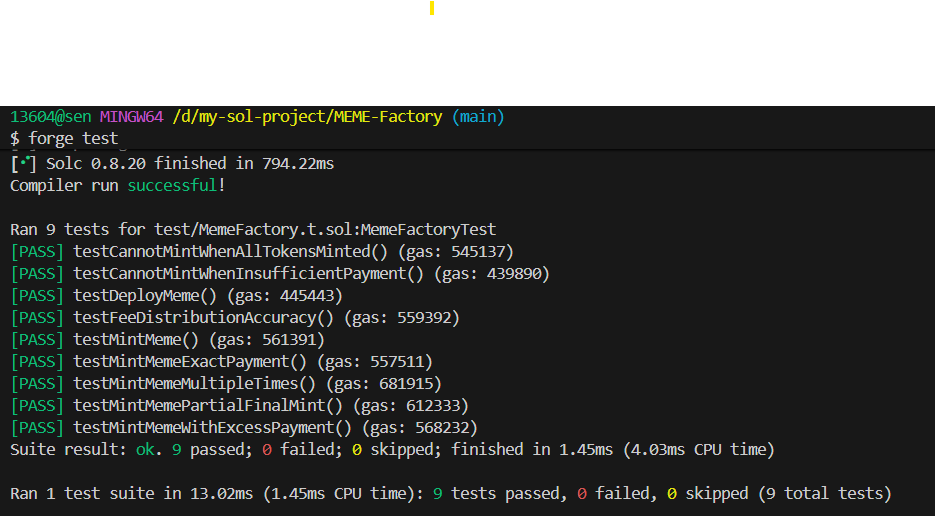 13604@sen MINGW64 /d/my-sol-project/MEME-Factory (main)
$ forge test
[⠊] Solc 0.8.20 finished in 794.22ms
Compiler run successful!
Ran 9 tests for test/MemeFactory.t.sol:MemeFactoryTest
[PASS] testCannotMintWhenAllTokensMinted() (gas: 545137)
[PASS] testCannotMintWhenInsufficientPayment() (gas: 439890)
[PASS] testDeployMeme() (gas: 445443)
[PASS] testFeeDistributionAccuracy() (gas: 559392)
[PASS] testMintMeme() (gas: 561391)
[PASS] testMintMemeExactPayment() (gas: 557511)
[PASS] testMintMemeMultipleTimes() (gas: 681915)
[PASS] testMintMemePartialFinalMint() (gas: 612333)
[PASS] testMintMemeWithExcessPayment() (gas: 568232)
Suite result: ok. 9 passed; 0 failed; 0 skipped; finished in 1.45ms (4.03ms CPU time)
Ran 1 test suite in 13.02ms (1.45ms CPU time): 9 tests passed, 0 failed, 0 skipped (9 total tests)